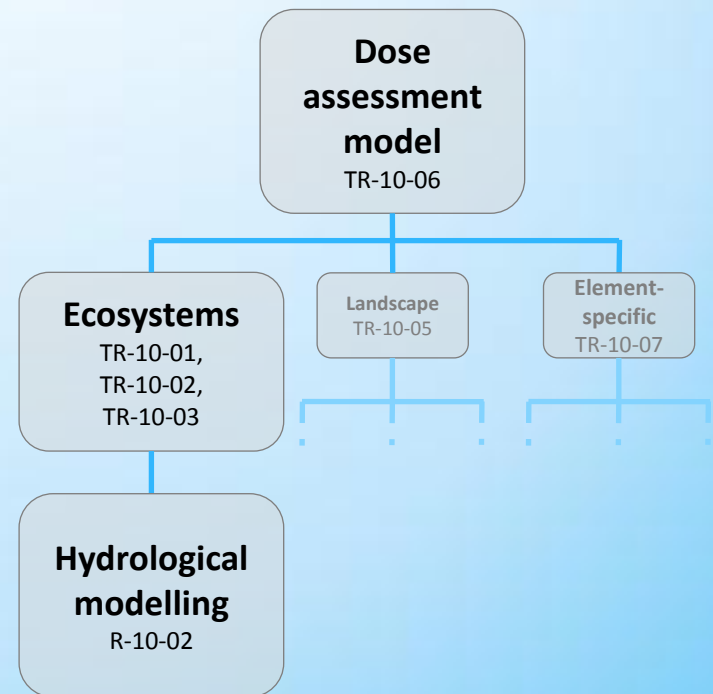 Dose
assessment
model
TR-10-06
Ecosystems
TR-10-01,
TR-10-02,
TR-10-03
Landscape
TR-10-05
Element-
specific
TR-10-07
Hydrological
modelling
R-10-02